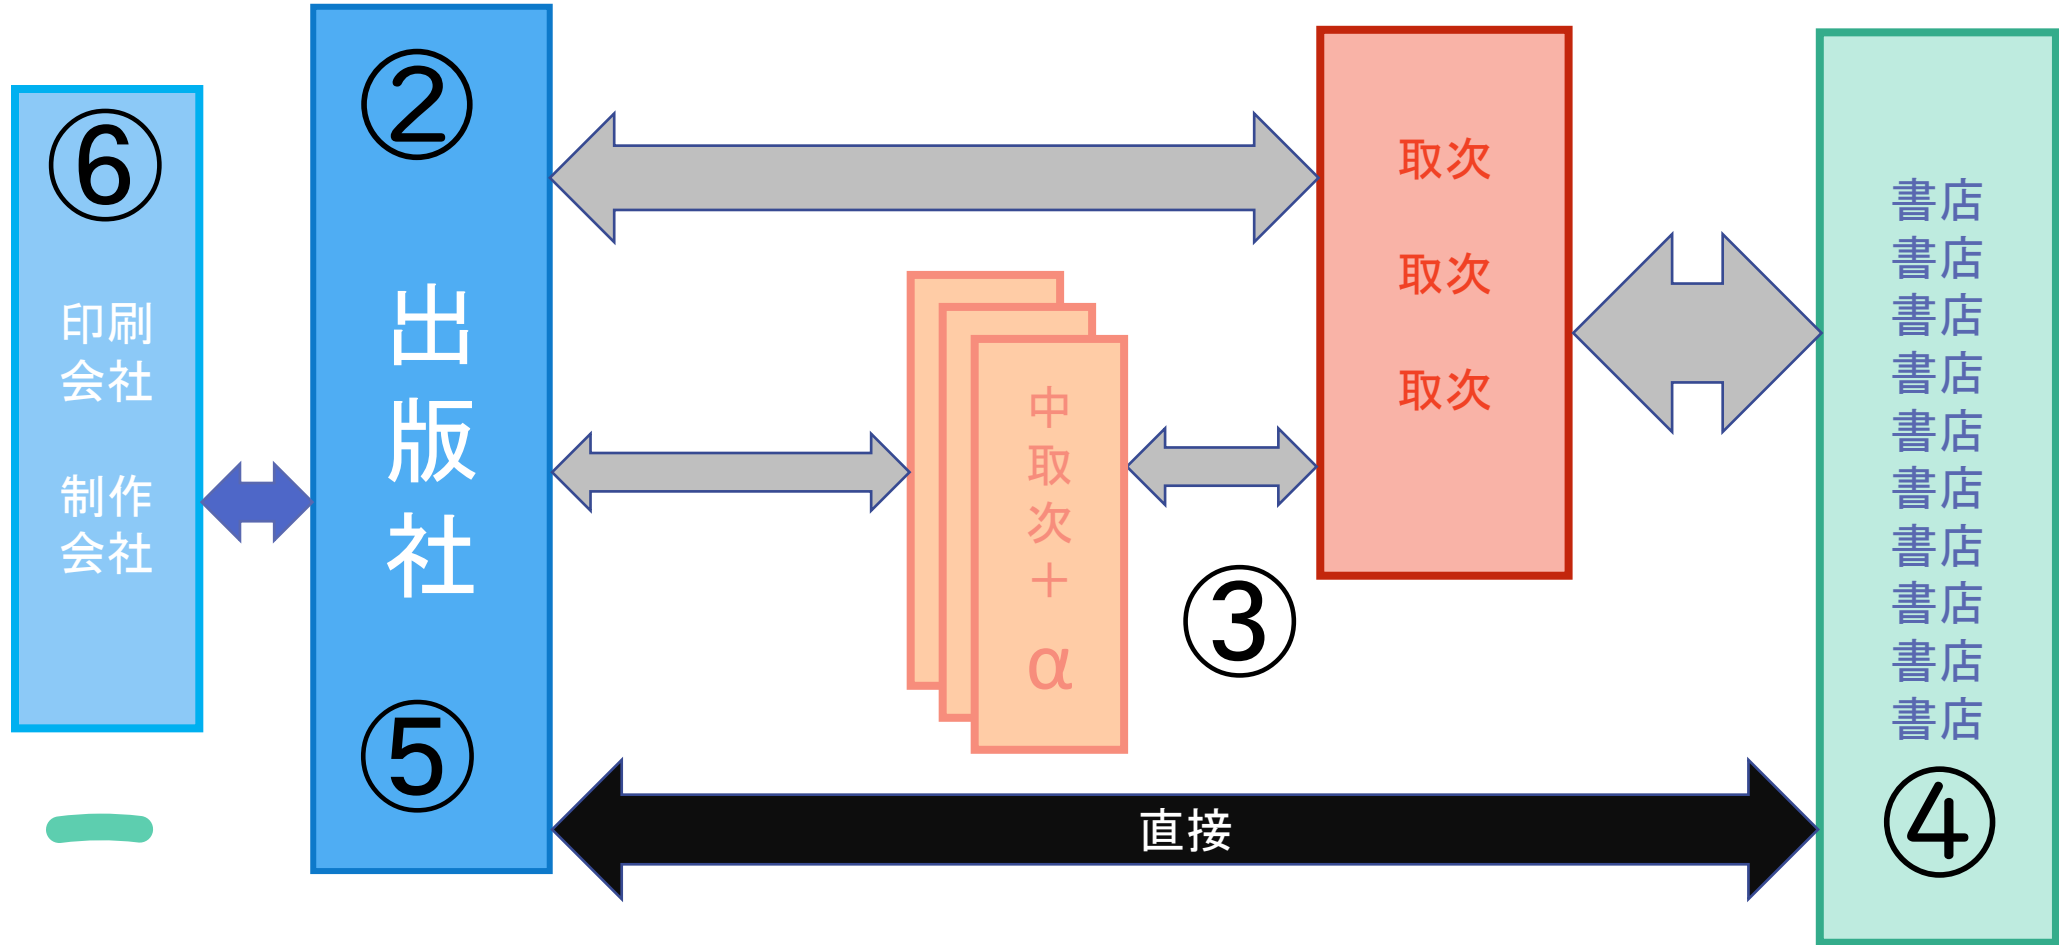 ⑥
印刷
会社
制作
会社
②
出
版
社
⑤
中
取
次
＋
α
③
取次
取次
取次
直接
書店
書店
書店
書店
書店
書店
書店
書店
書店
書店
④